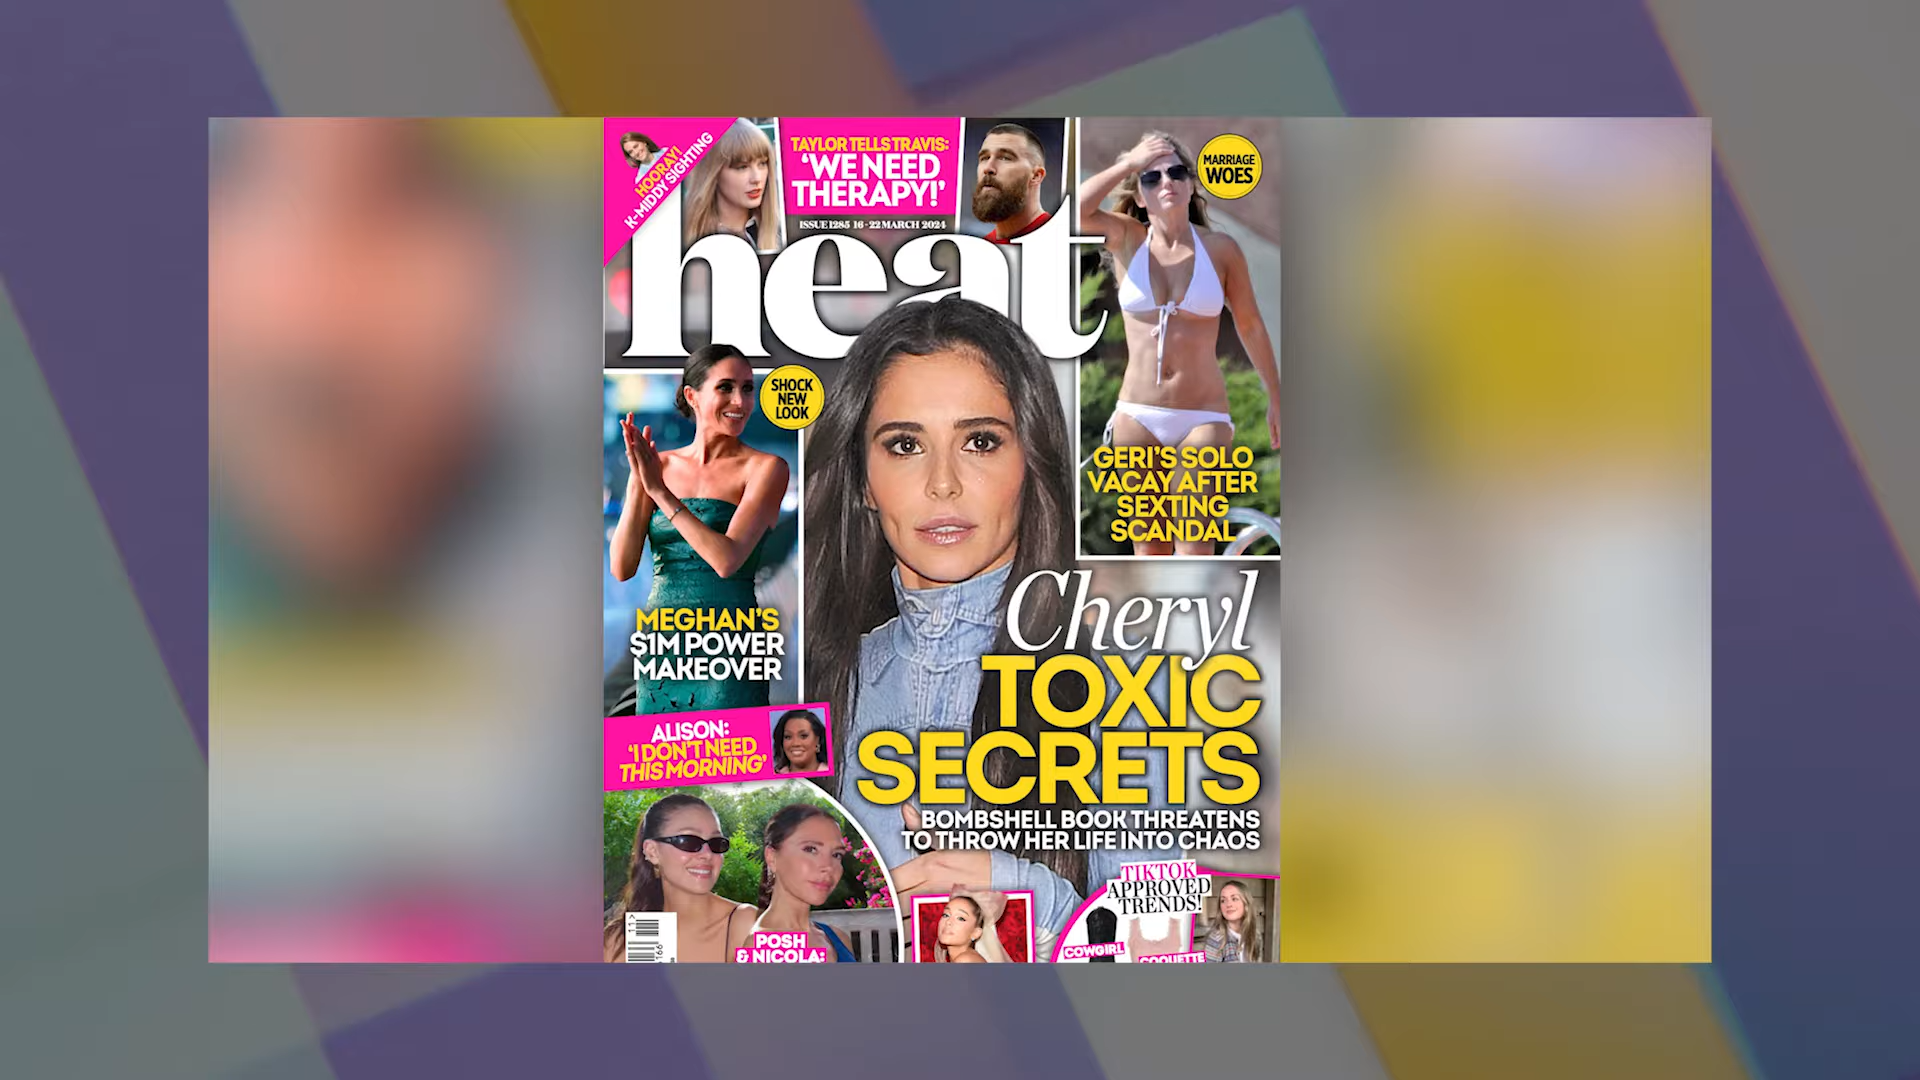 HOORAY!
K-MIDDY SIGHTING
TAYLOR TELLS TRAVIS:
'WE NEED
THERAPY!'
ISSUE 1285 16-22 MARCH 2024
heat
MARRIAGE
WOES
SHOCK
NEW
LOOK
GERI'S SOLO
VACAY AFTER
SEXTING
SCANDAL
MEGHAN'S
$1M POWER
MAKEOVER
Cheryl
TOXIC
SECRETS
BOMBSHELL BOOK THREATENS
TO THROW HER LIFE INTO CHAOS
ALISON:
'I DON'T NEED
THIS MORNING'
POSH
& NICOLA:
TIKTOK
APPROVED
TRENDS!
COWGIRL
COQUETTE
11>